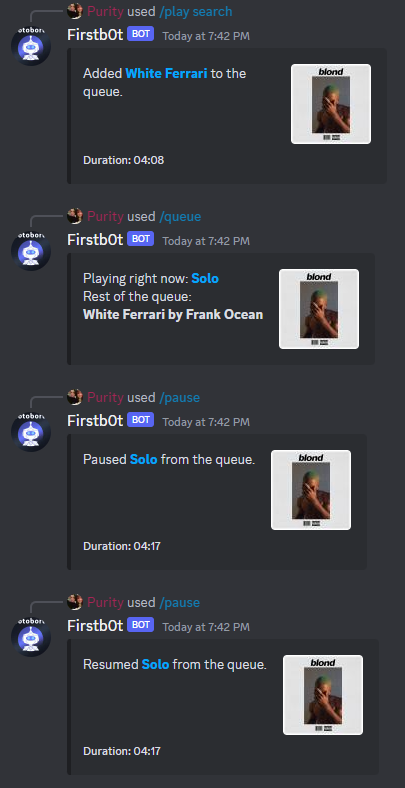 Purity used /play search
Firstb0t BOT Today at 7:42 PM
Added White Ferrari to the
queue.
blond
Duration: 04:08
Purity used /queue
Firstb0t BOT Today at 7:42 PM
Playing right now: Solo
Rest of the queue:
White Ferrari by Frank Ocean
blond
Purity used /pause
Firstb0t BOT Today at 7:42 PM
Paused Solo from the queue.
blond
Duration: 04:17
Purity used /pause
Firstb0t BOT Today at 7:42 PM
Resumed Solo from the queue.
blond
Duration: 04:17